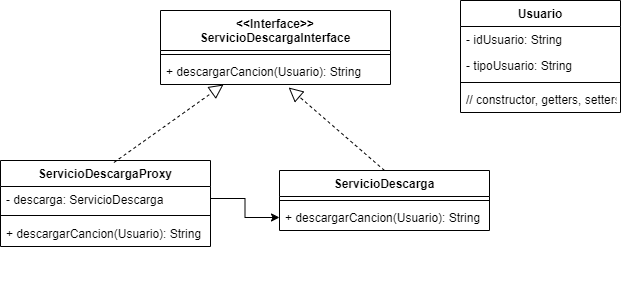 <<Interface>>
ServicioDescargaInterface
+ descargarCancion(Usuario): String
Usuario
- idUsuario: String
- tipoUsuario: String
// constructor, getters, setters
ServicioDescargaProxy
- descarga: ServicioDescarga
+ descargarCancion(Usuario): String
ServicioDescarga
+ descargarCancion(Usuario): String